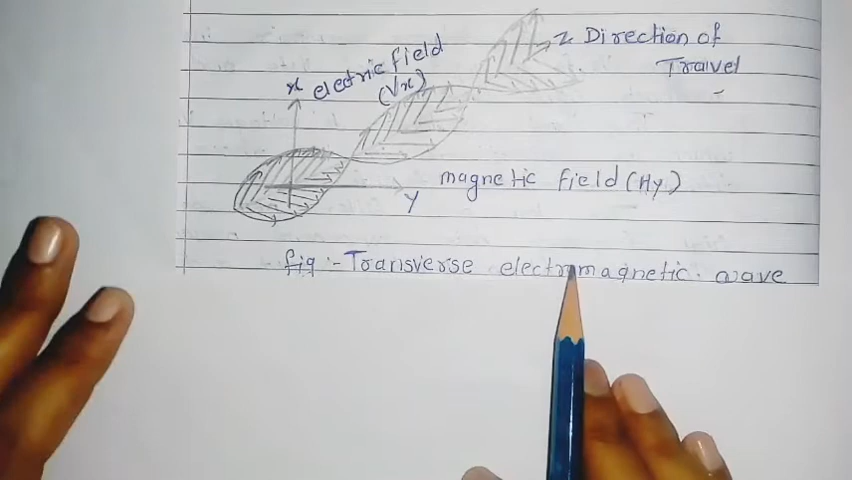 z Direction of
Travel
x electric field
(Vx)
magnetic field (Hy)
Y
fig :- Transverse electromagnetic wave